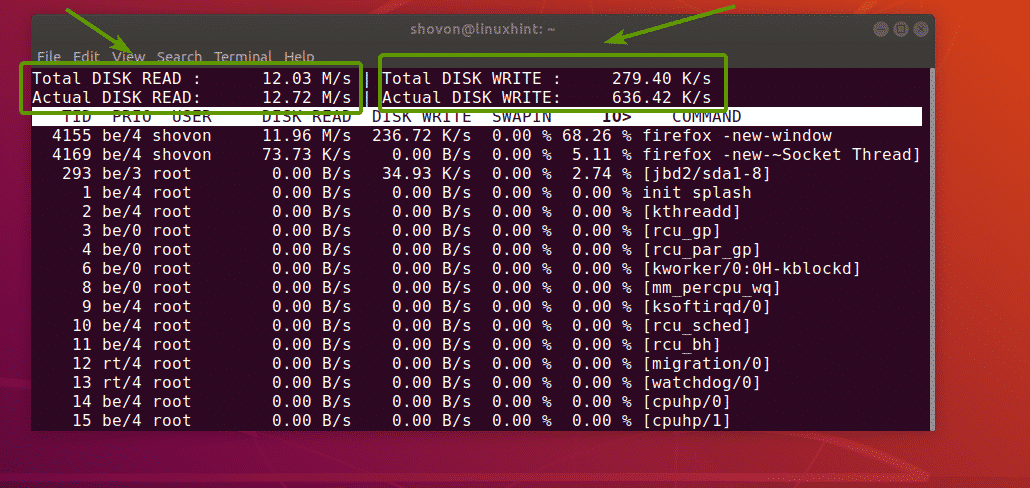 shovon@linuxhint: ~
File Edit View Search Terminal Help
Total DISK READ : 12.03 M/s | Total DISK WRITE : 279.40 K/s
Actual DISK READ: 12.72 M/s | Actual DISK WRITE: 636.42 K/s
TID PRIO USER DISK READ DISK WRITE SWAPIN IO> COMMAND
4155 be/4 shovon 11.96 M/s 236.72 K/s 0.00 % 68.26 % firefox -new-window
4169 be/4 shovon 73.73 K/s 0.00 B/s 0.00 % 5.11 % firefox -new-~Socket Thread]
293 be/3 root 0.00 B/s 34.93 K/s 0.00 % 2.74 % [jbd2/sda1-8]
1 be/4 root 0.00 B/s 0.00 B/s 0.00 % 0.00 % init splash
2 be/4 root 0.00 B/s 0.00 B/s 0.00 % 0.00 % [kthreadd]
3 be/0 root 0.00 B/s 0.00 B/s 0.00 % 0.00 % [rcu_gp]
4 be/0 root 0.00 B/s 0.00 B/s 0.00 % 0.00 % [rcu_par_gp]
6 be/0 root 0.00 B/s 0.00 B/s 0.00 % 0.00 % [kworker/0:0H-kblockd]
8 be/0 root 0.00 B/s 0.00 B/s 0.00 % 0.00 % [mm_percpu_wq]
9 be/4 root 0.00 B/s 0.00 B/s 0.00 % 0.00 % [ksoftirqd/0]
10 be/4 root 0.00 B/s 0.00 B/s 0.00 % 0.00 % [rcu_sched]
11 be/4 root 0.00 B/s 0.00 B/s 0.00 % 0.00 % [rcu_bh]
12 rt/4 root 0.00 B/s 0.00 B/s 0.00 % 0.00 % [migration/0]
13 rt/4 root 0.00 B/s 0.00 B/s 0.00 % 0.00 % [watchdog/0]
14 be/4 root 0.00 B/s 0.00 B/s 0.00 % 0.00 % [cpuhp/0]
15 be/4 root 0.00 B/s 0.00 B/s 0.00 % 0.00 % [cpuhp/1]